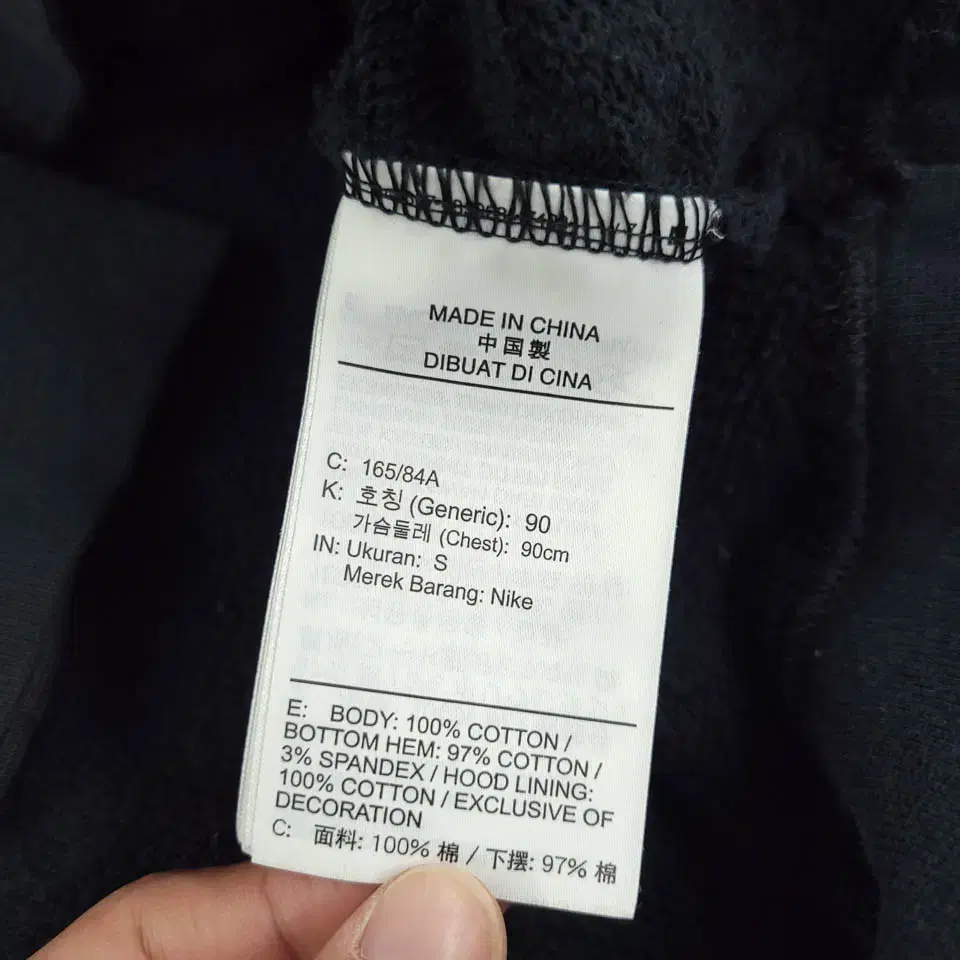 MADE IN CHINA
中国製
DIBUAT DI CINA
C: 165/84A
K: 호칭 (Generic): 90
가슴둘레 (Chest): 90cm
IN: Ukuran: S
Merek Barang: Nike
E: BODY: 100% COTTON /
BOTTOM HEM: 97% COTTON /
3% SPANDEX / HOOD LINING:
100% COTTON / EXCLUSIVE OF
DECORATION
C: 面料: 100% 棉 / 下摆: 97% 棉